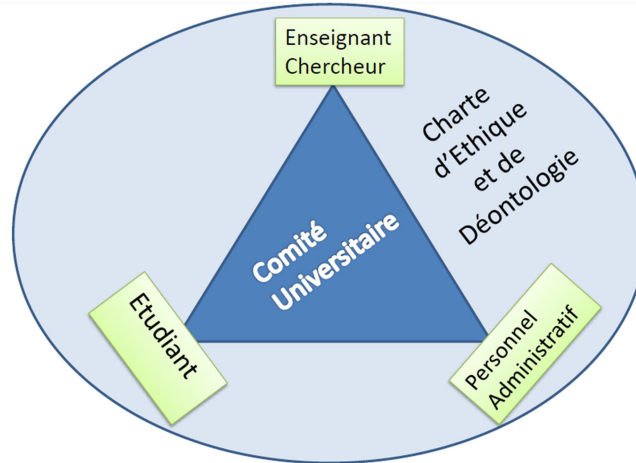 Enseignant
Chercheur
Charte
d'Ethique
et de
Déontologie
Comité
Universitaire
Etudiant
Personnel
Administratif